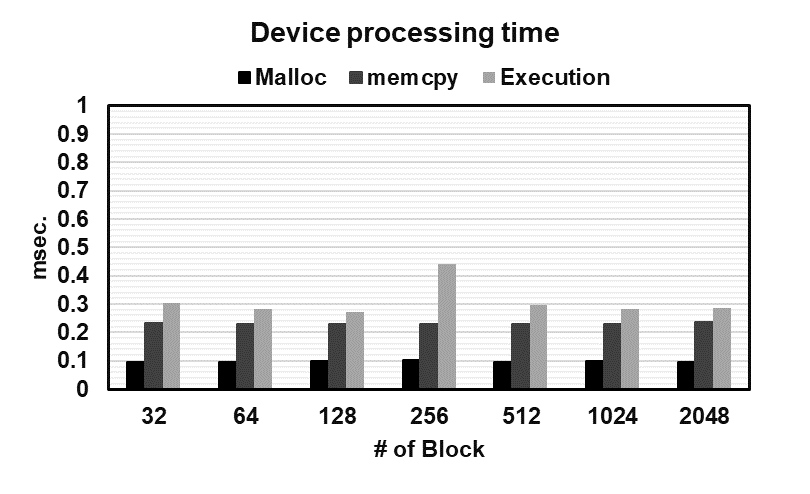 Device processing time
Malloc memcpy Execution
1
0.9
0.8
0.7
0.6
0.5
0.4
0.3
0.2
0.1
0
msec.
32 64 128 256 512 1024 2048
# of Block